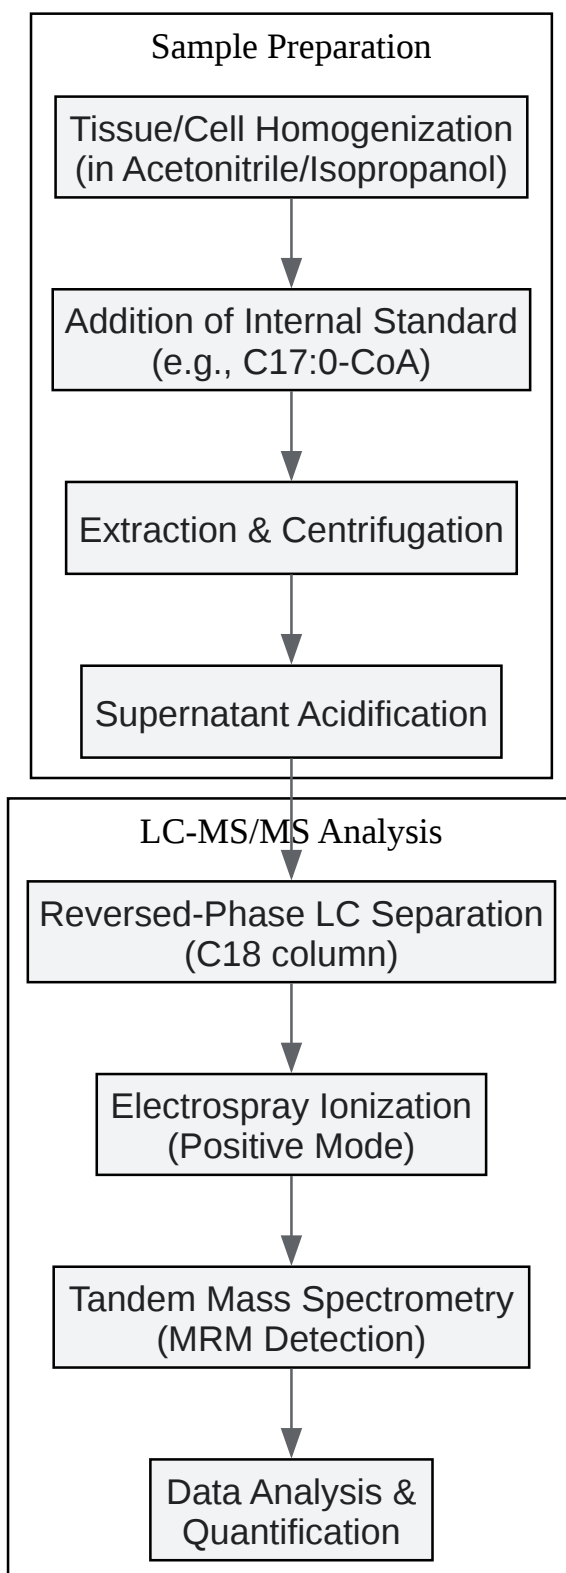 Sample Preparation
Tissue/Cell Homogenization
(in Acetonitrile/Isopropanol)
Addition of Internal Standard
(e.g., C17:0-CoA)
Extraction & Centrifugation
Supernatant Acidification
LC-MS/MS Analysis
Reversed-Phase LC Separation
(C18 column)
Electrospray Ionization
(Positive Mode)
Tandem Mass Spectrometry
(MRM Detection)
Data Analysis &
Quantification